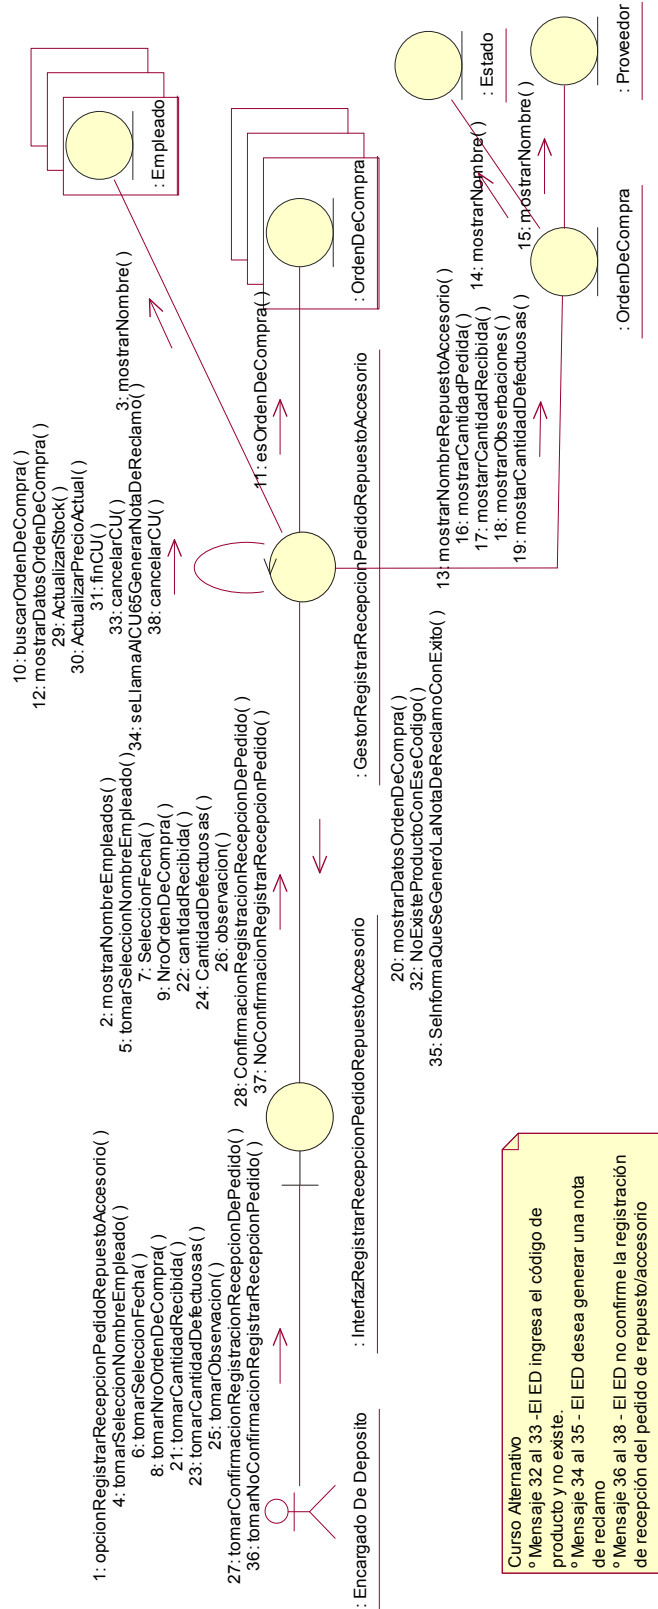 1: opcionRegistrarRecepcionPedidoRepuestoAccesorio( )
4: tomarSeleccionNombreEmpleado( )
6: tomarSeleccionFecha( )
8: tomarNroOrdenDeCompra( )
21: tomarCantidadRecibida( )
23: tomarCantidadDefectuosas( )
25: tomarObservacion( )
27: tomarConfirmacionRegistracionRecepcionDePedido( )
36: tomarNoConfirmacionRegistrarRecepcionPedido( )
: Encargado De Deposito
: InterfazRegistrarRecepcionPedidoRepuestoAccesorio
2: mostrarNombreEmpleados( )
5: tomarSeleccionNombreEmpleado( )
7: SeleccionFecha( )
9: NroOrdenDeCompra( )
22: cantidadRecibida( )
24: CantidadDefectuosas( )
26: observacion( )
28: ConfirmacionRegistracionRecepcionDePedido( )
37: NoConfirmacionRegistrarRecepcionPedido( )
20: mostrarDatosOrdenDeCompra( )
32: NoExisteProductoConEseCodigo( )
35: SeInformaQueSeGeneróLaNotaDeReclamoConExito( )
: GestorRegistrarRecepcionPedidoRepuestoAccesorio
10: buscarOrdenDeCompra( )
12: mostrarDatosOrdenDeCompra( )
29: ActualizarStock( )
30: ActualizarPrecioActual( )
31: finCU( )
33: cancelarCU( )
34: seLlamaAlCU65GenerarNotaDeReclamo( )
38: cancelarCU( )
3: mostrarNombre( )
: Empleado
11: esOrdenDeCompra( )
: OrdenDeCompra
13: mostrarNombreRepuestoAccesorio( )
16: mostrarCantidadPedida( )
17: mostarrCantidadRecibida( )
18: mostrarObserbaciones( )
19: mostarCantidadDefectuosas( )
: OrdenDeCompra
14: mostrarNombre( )
: Estado
15: mostrarNombre( )
: Proveedor
Curso Alternativo
° Mensaje 32 al 33 -El ED ingresa el código de
producto y no existe.
° Mensaje 34 al 35 - El ED desea generar una nota
de reclamo
° Mensaje 36 al 38 - El ED no confirme la registración
de recepción del pedido de repuesto/accesorio